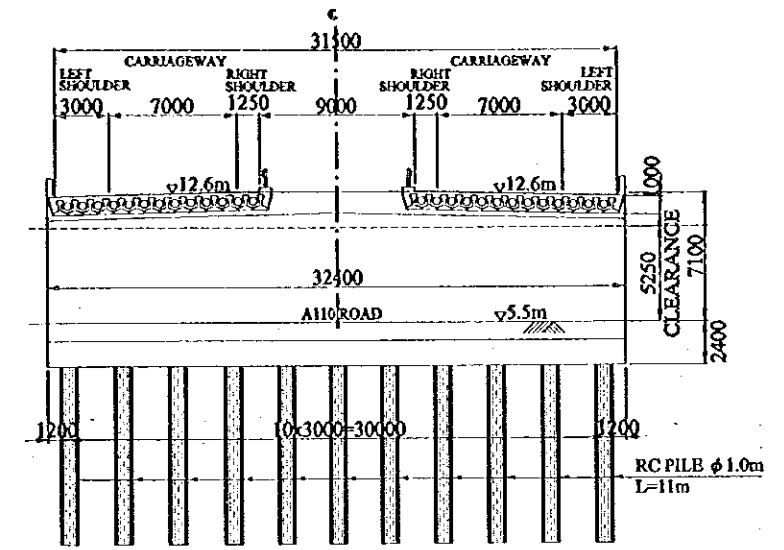 ℄
31500
CARRIAGEWAY
CARRIAGEWAY
LEFT
SHOULDER
RIGHT
SHOULDER
RIGHT
SHOULDER
LEFT
SHOULDER
3000
7000
1250
9000
1250
7000
3000
▽12.6m
▽12.6m
1000
5250
CLEARANCE
7100
32400
A110 ROAD
▽5.5m
2400
1200
10x3000=30000
1200
RC PILE ϕ1.0m
L=11m